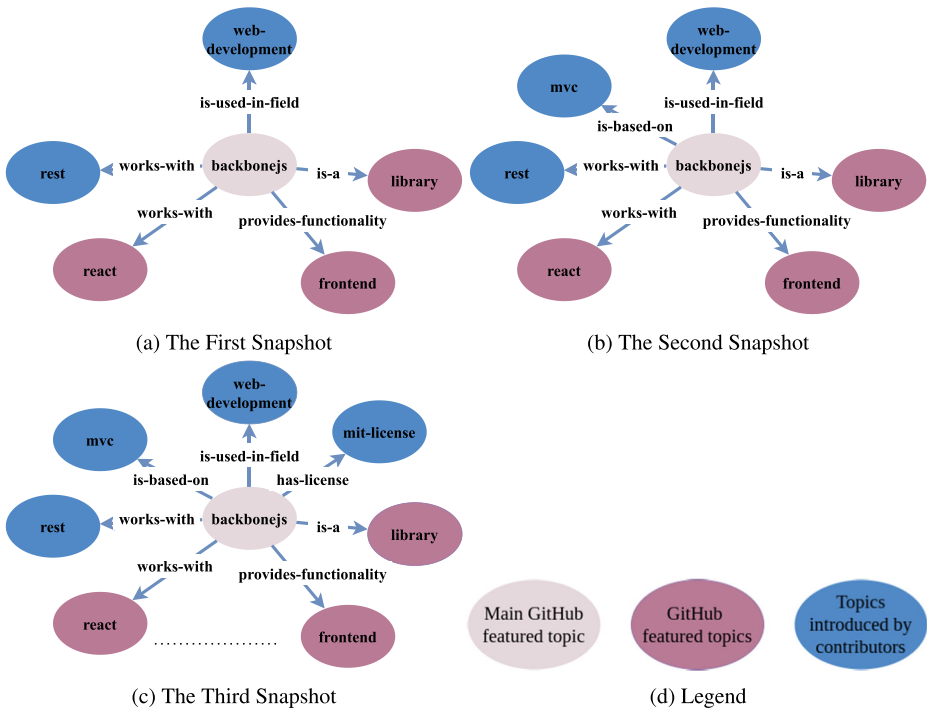 web-
development
is-used-in-field
rest
works-with
backbonejs
is-a
library
works-with
provides-functionality
react
frontend
(a) The First Snapshot
web-
development
mvc
is-used-in-field
is-based-on
rest
works-with
backbonejs
is-a
library
works-with
provides-functionality
react
frontend
(b) The Second Snapshot
web-
development
mvc
mit-license
is-used-in-field
is-based-on
has-license
rest
works-with
backbonejs
is-a
library
works-with
provides-functionality
react
....................
frontend
(c) The Third Snapshot
Main GitHub
featured topic
GitHub
featured topics
Topics
introduced by
contributors
(d) Legend